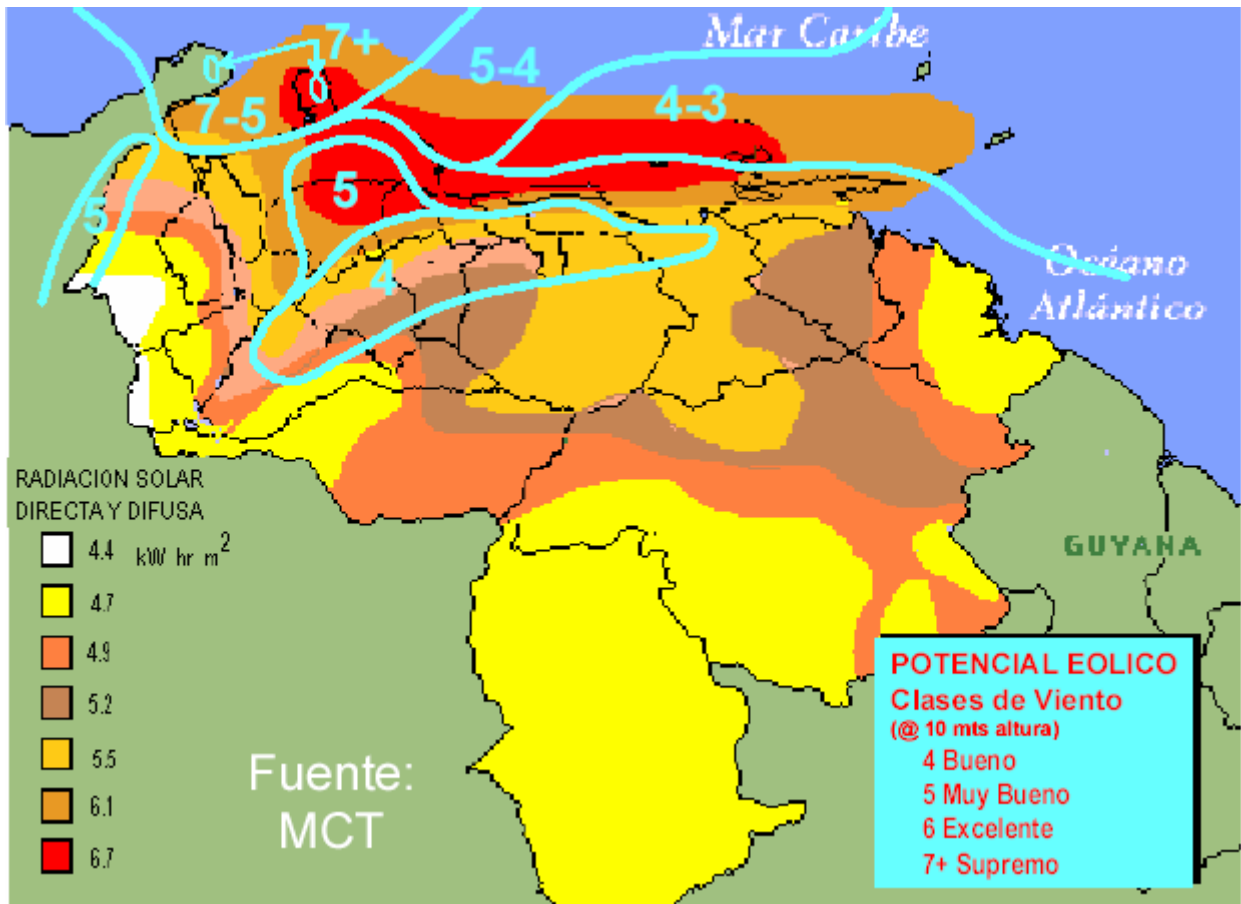 Mar Caribe
7+
5-4
7-5
4-3
5
5
4
Océano
Atlántico
RADIACION SOLAR
DIRECTA Y DIFUSA
4.4 kW hr m²
4.7
4.9
5.2
5.5
6.1
6.7
Fuente:
MCT
GUYANA
POTENCIAL EOLICO
Clases de Viento
(@ 10 mts altura)
4 Bueno
5 Muy Bueno
6 Excelente
7+ Supremo